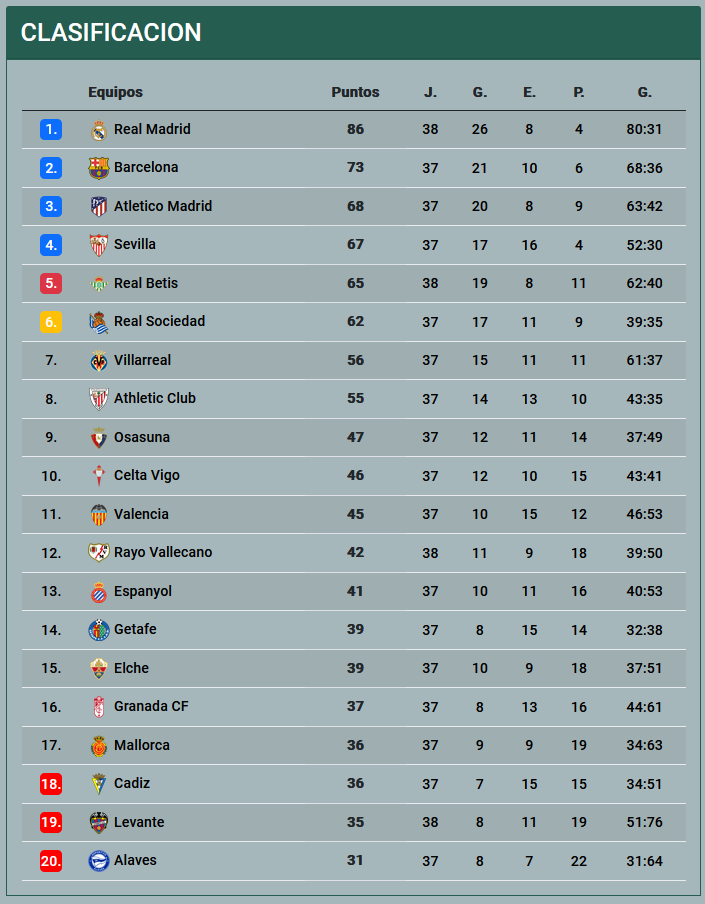 CLASIFICACION
Equipos Puntos J. G. E. P. G.
1. Real Madrid 86 38 26 8 4 80:31
2. Barcelona 73 37 21 10 6 68:36
3. Atletico Madrid 68 37 20 8 9 63:42
4. Sevilla 67 37 17 16 4 52:30
5. Real Betis 65 38 19 8 11 62:40
6. Real Sociedad 62 37 17 11 9 39:35
7. Villarreal 56 37 15 11 11 61:37
8. Athletic Club 55 37 14 13 10 43:35
9. Osasuna 47 37 12 11 14 37:49
10. Celta Vigo 46 37 12 10 15 43:41
11. Valencia 45 37 10 15 12 46:53
12. Rayo Vallecano 42 38 11 9 18 39:50
13. Espanyol 41 37 10 11 16 40:53
14. Getafe 39 37 8 15 14 32:38
15. Elche 39 37 10 9 18 37:51
16. Granada CF 37 37 8 13 16 44:61
17. Mallorca 36 37 9 9 19 34:63
18. Cadiz 36 37 7 15 15 34:51
19. Levante 35 38 8 11 19 51:76
20. Alaves 31 37 8 7 22 31:64